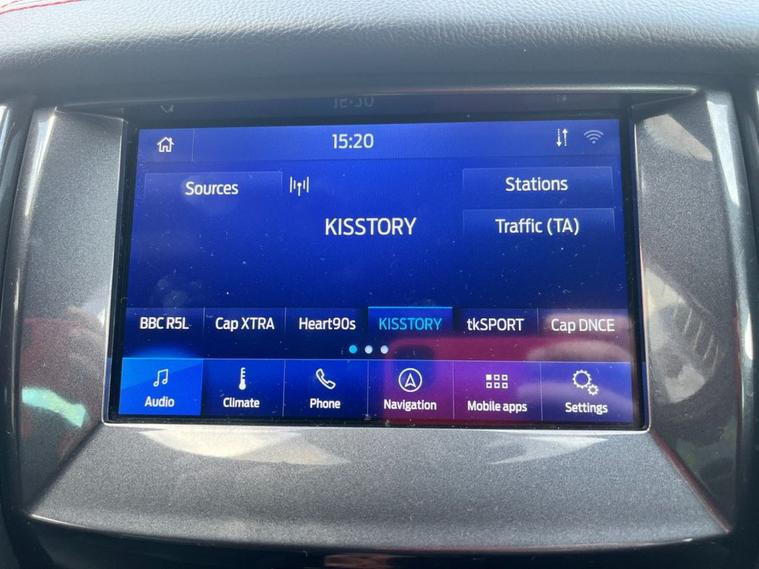 15:20
Sources
Stations
KISSTORY
Traffic (TA)
BBC R5L Cap XTRA Heart90s KISSTORY tkSPORT Cap DNCE
Audio Climate Phone Navigation Mobile apps Settings